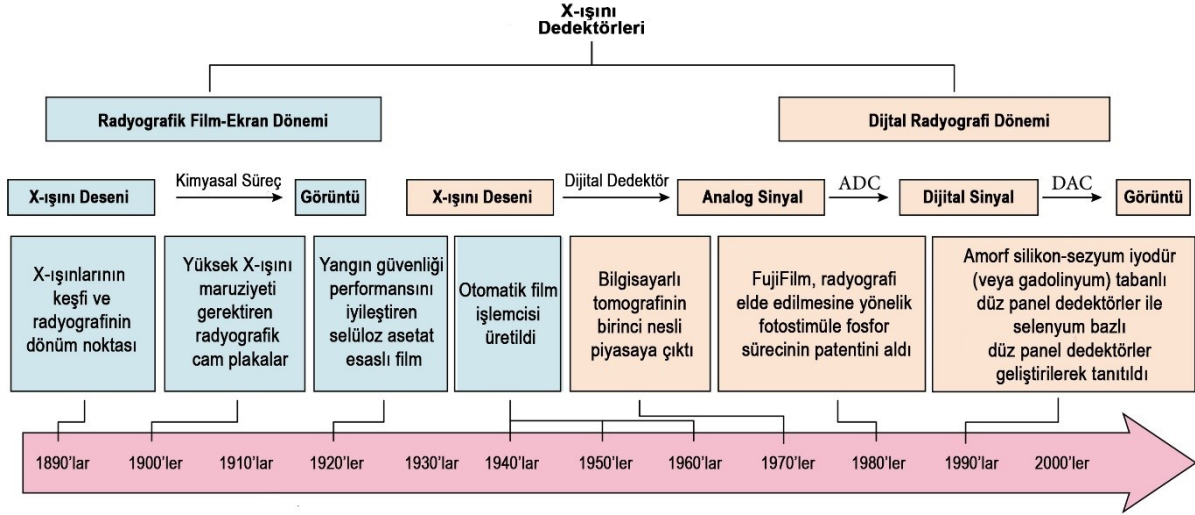 X-ışını
Dedektörleri
Radyografik Film-Ekran Dönemi
Dijtal Radyografi Dönemi
X-ışını Deseni
Kimyasal Süreç
Görüntü
X-ışını Deseni
Dijital Dedektör
Analog Sinyal
ADC
Dijital Sinyal
DAC
Görüntü
X-ışınlarının
keşfi ve
radyografinin
dönüm noktası
Yüksek X-ışını
maruziyeti
gerektiren
radyografik
cam plakalar
Yangın güvenliği
performansını
iyileştiren
selüloz asetat
esaslı film
Otomatik film
işlemcisi
üretildi
Bilgisayarlı
tomografinin
birinci nesli
piyasaya çıktı
FujiFilm, radyografi
elde edilmesine yönelik
fotostimüle fosfor
sürecinin patentini aldı
Amorf silikon-sezyum iyodür
(veya gadolinyum) tabanlı
düz panel dedektörler ile
selenyum bazlı
düz panel dedektörler
geliştirilerek tanıtıldı
1890'lar
1900'ler
1910'lar
1920'ler
1930'lar
1940'lar
1950'ler
1960'lar
1970'ler
1980'ler
1990'lar
2000'ler